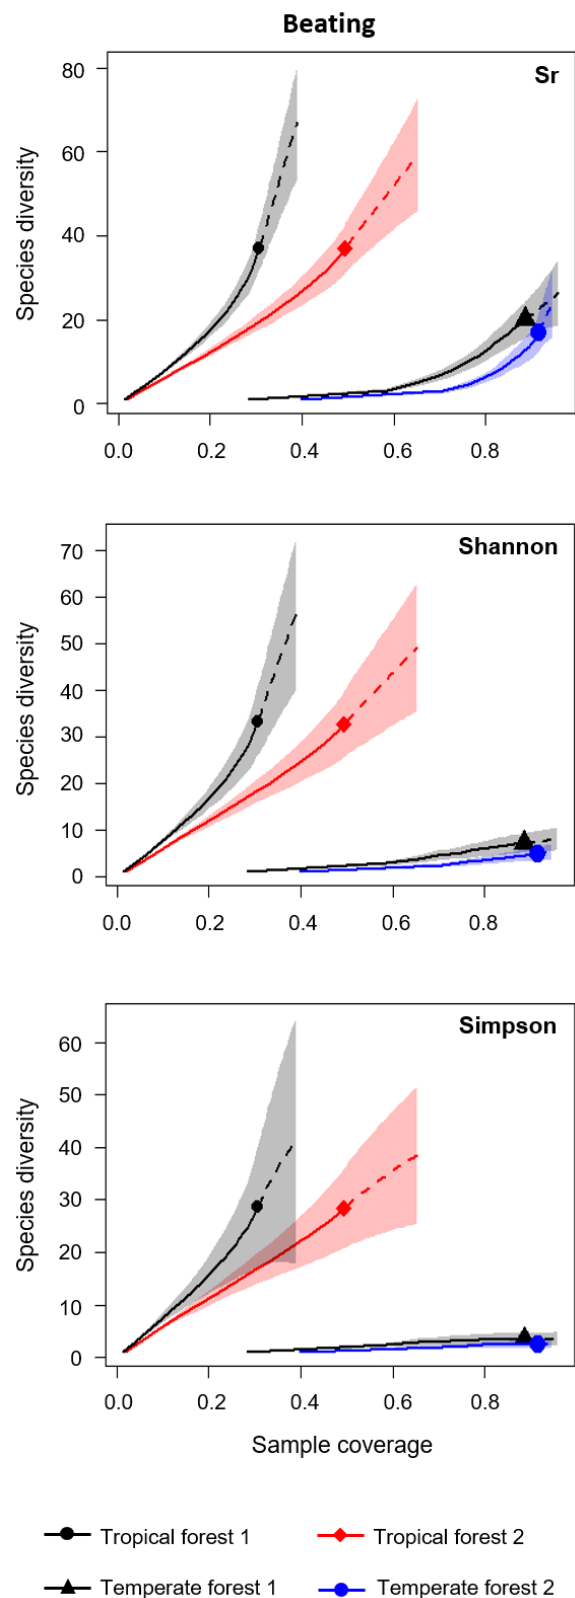 Beating
Sr
Species diversity
80
60
40
20
0
0.0 0.2 0.4 0.6 0.8
Shannon
Species diversity
70
60
50
40
30
20
10
0
0.0 0.2 0.4 0.6 0.8
Simpson
Species diversity
60
50
40
30
20
10
0
0.0 0.2 0.4 0.6 0.8
Sample coverage
Tropical forest 1 Tropical forest 2
Temperate forest 1 Temperate forest 2